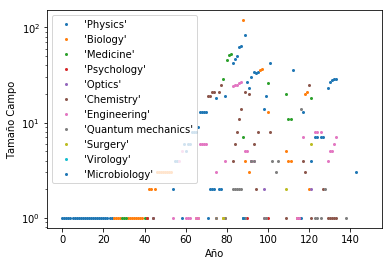 'Physics'
'Biology'
'Medicine'
'Psychology'
'Optics'
'Chemistry'
'Engineering'
'Quantum mechanics'
'Surgery'
'Virology'
'Microbiology'
Tamaño Campo
10²
10¹
10⁰
0 20 40 60 80 100 120 140
Año